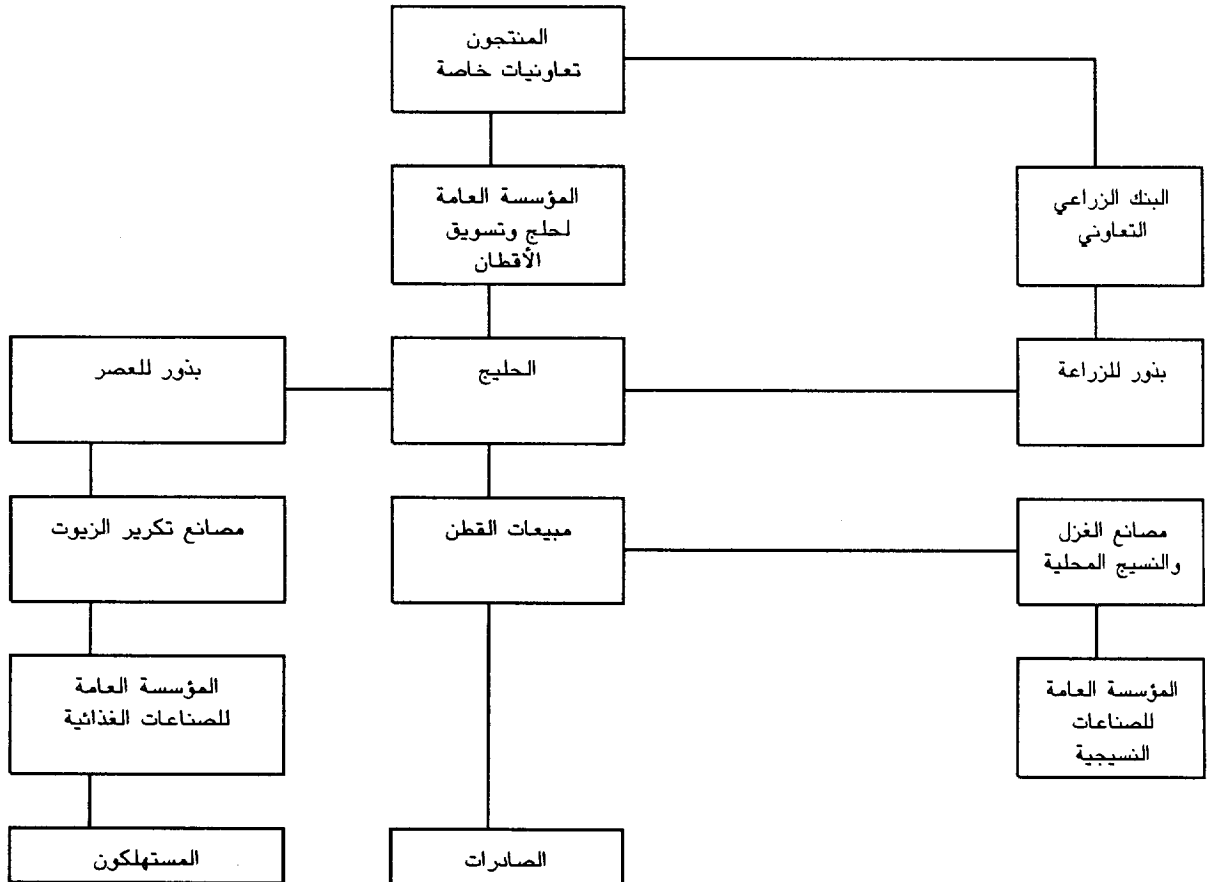 المنتجون
تعاونيات خاصة
المؤسسة العامة
لحلج وتسويق
الأقطان
البنك الزراعي
التعاوني
بذور للعصر
الحليج
بذور للزراعة
مصانع تكرير الزيوت
مبيعات القطن
مصانع الغزل
والنسيج المحلية
المؤسسة العامة
للصناعات الغذائية
المؤسسة العامة
للصناعات
النسيجية
المستهلكون
الصادرات